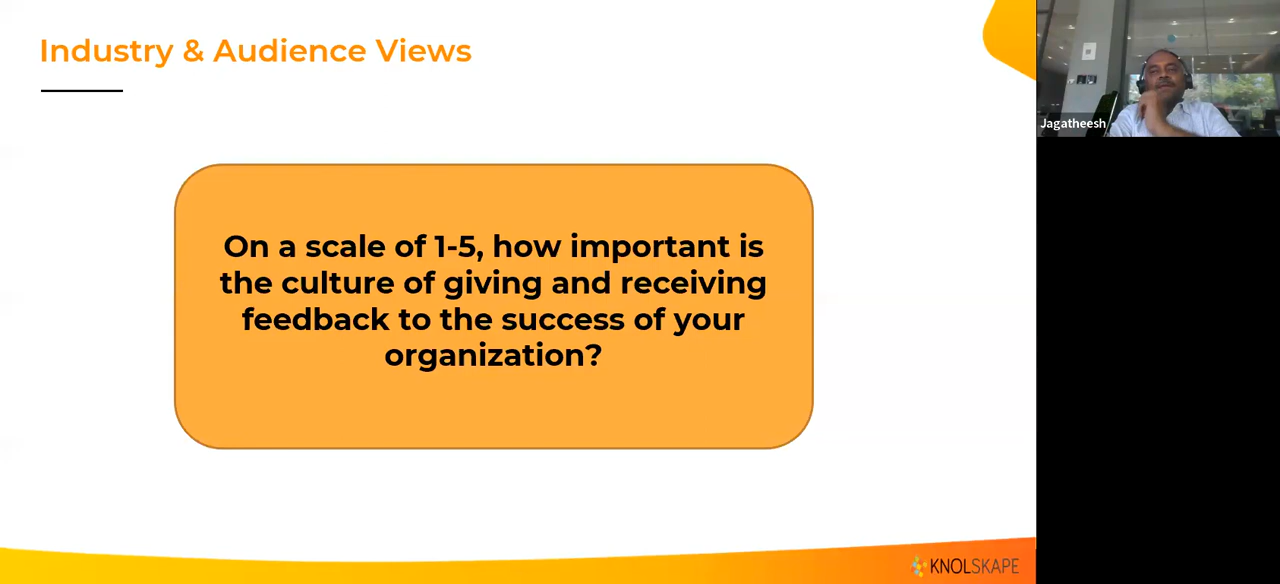 Industry & Audience Views
Jagatheesh
On a scale of 1-5, how important is
the culture of giving and receiving
feedback to the success of your
organization?
KNOLSKAPE